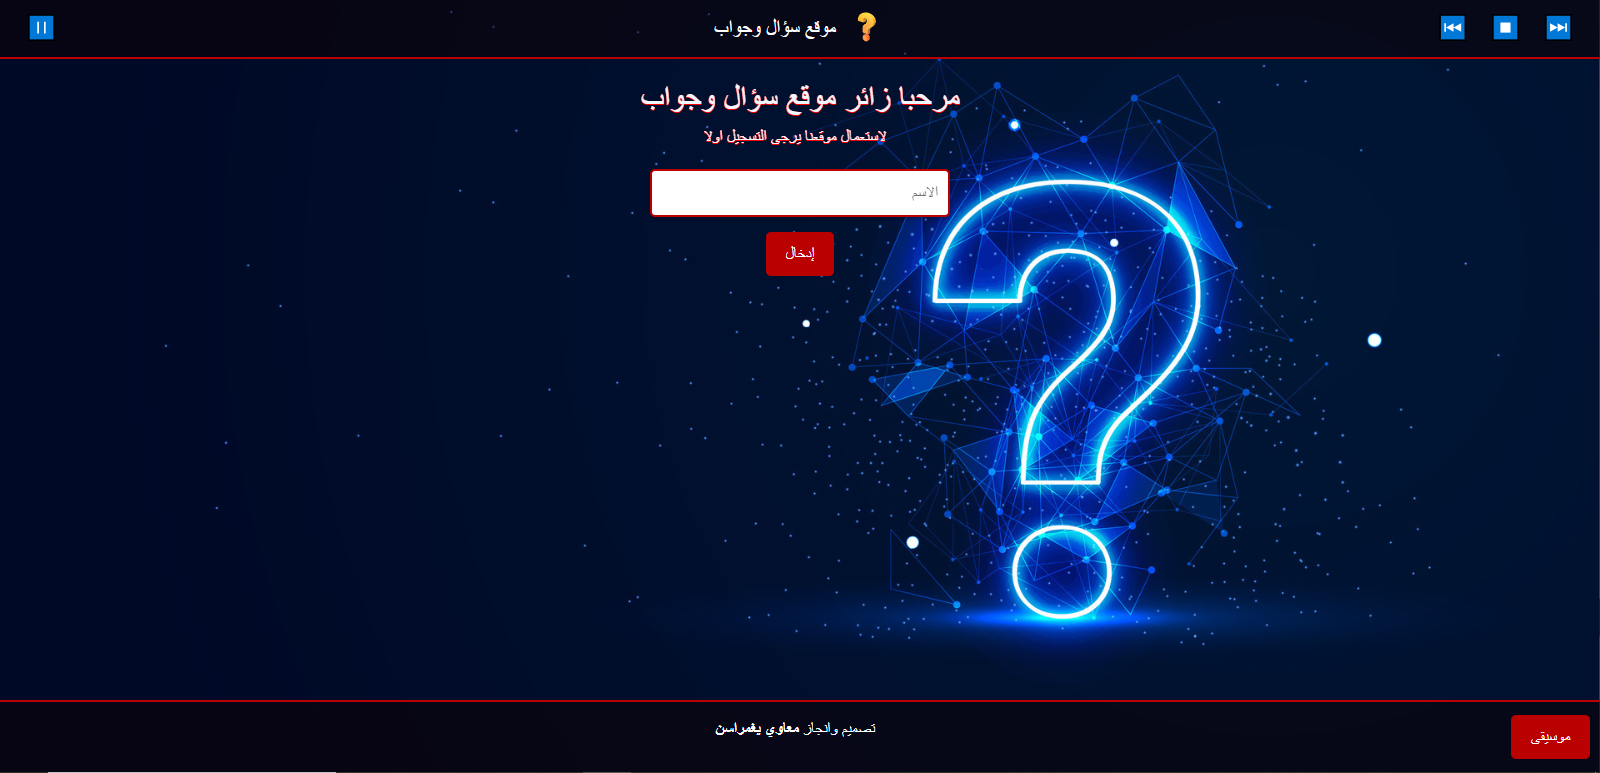 موقع سؤال وجواب
مرحبا زائر موقع سؤال وجواب
لاستعمال موقعنا يرجى التسجيل اولا
الاسم
إدخال
تصميم وانجاز معاوي يغمراسن
موسيقى